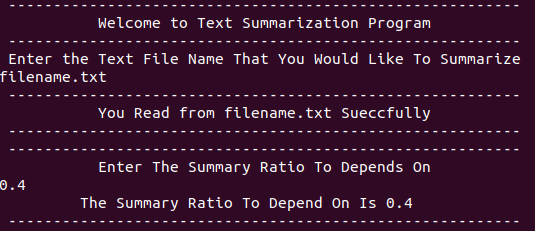 ---------------------------------------------------------
Welcome to Text Summarization Program
---------------------------------------------------------
Enter the Text File Name That You Would Like To Summarize
filename.txt
---------------------------------------------------------
You Read from filename.txt Sueccfully
---------------------------------------------------------
---------------------------------------------------------
Enter The Summary Ratio To Depends On
0.4
The Summary Ratio To Depend On Is 0.4
---------------------------------------------------------